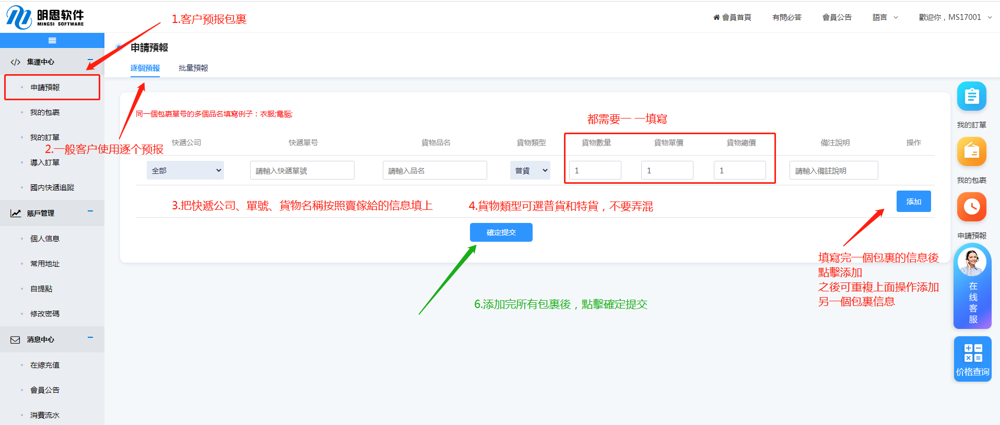 明思软件
MINGSI SOFTWARE
1.客户预报包裹
會員首頁
有問必答
會員公告
語言
歡迎你，MS17001
集運中心
申請預報
我的包裹
我的訂單
導入訂單
國内快遞追蹤
賬戶管理
個人信息
常用地址
自提點
修改密碼
消息中心
在線充值
會員公告
消費流水
申請預報
逐個預報
批量預報
2.一般客户使用逐个预报
同一個包裹單号的多個品名填寫例子：衣服;電腦;
都需要一 一填寫
快遞公司
快遞單号
貨物品名
貨物類型
貨物數量
貨物單價
貨物總價
備注說明
操作
全部
請輸入快遞單號
請輸入品名
普貨
1
1
1
請輸入備註說明
3.把快遞公司、單號、貨物名稱按照賣傢給的信息填上
4.貨物類型可選普貨和特貨，不要弄混
添加
確定提交
填寫完一個包裹的信息後
點擊添加
之後可重複上面操作添加
另一個包裹信息
6.添加完所有包裹後，點擊確定提交
我的訂單
我的包裹
申請預報
在
线
客
服
价格查询